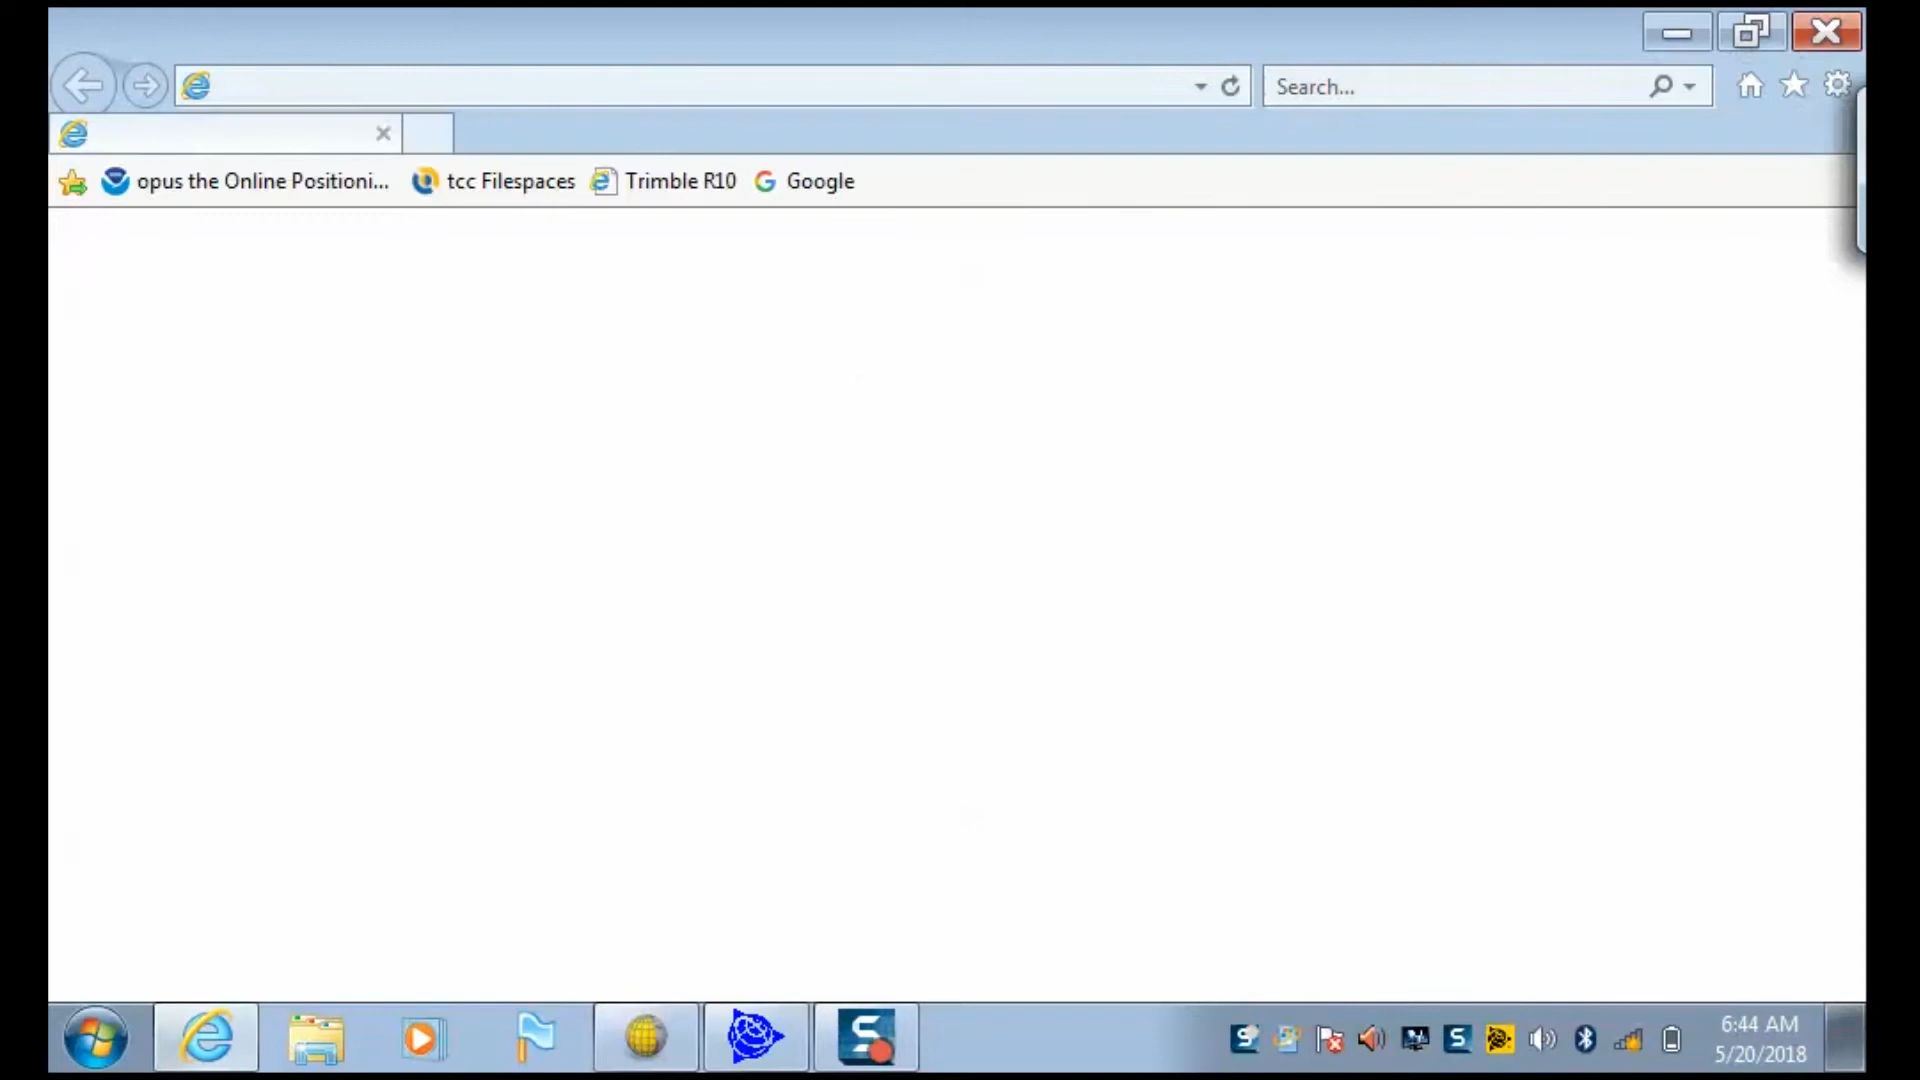 Search...
opus the Online Positioni...
tcc Filespaces
Trimble R10
Google
6:44 AM
5/20/2018